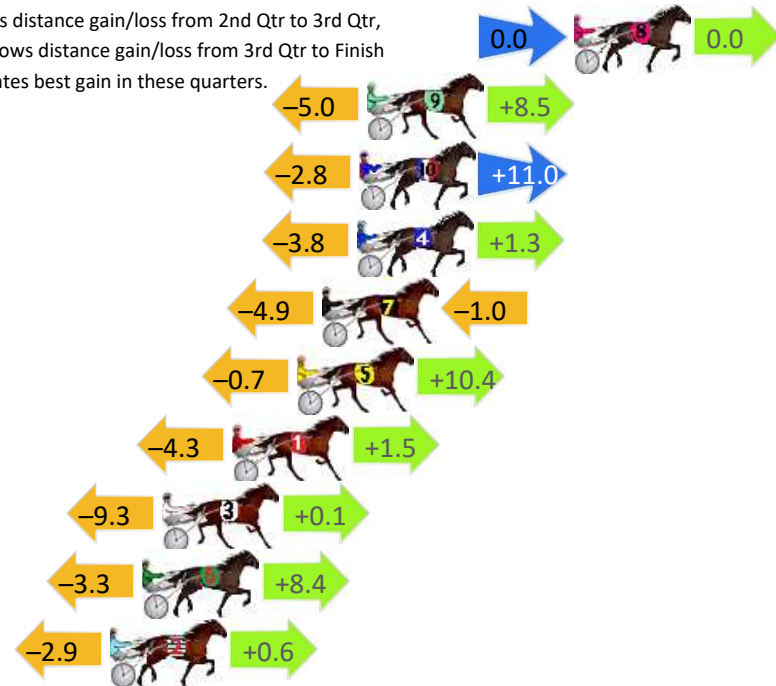 s distance gain/loss from 2nd Qtr to 3rd Qtr,
ows distance gain/loss from 3rd Qtr to Finish
ates best gain in these quarters.
0.0 8 0.0
–5.0 9 +8.5
–2.8 10 +11.0
–3.8 4 +1.3
–4.9 7 –1.0
–0.7 5 +10.4
–4.3 1 +1.5
–9.3 3 +0.1
–3.3 6 +8.4
–2.9 2 +0.6